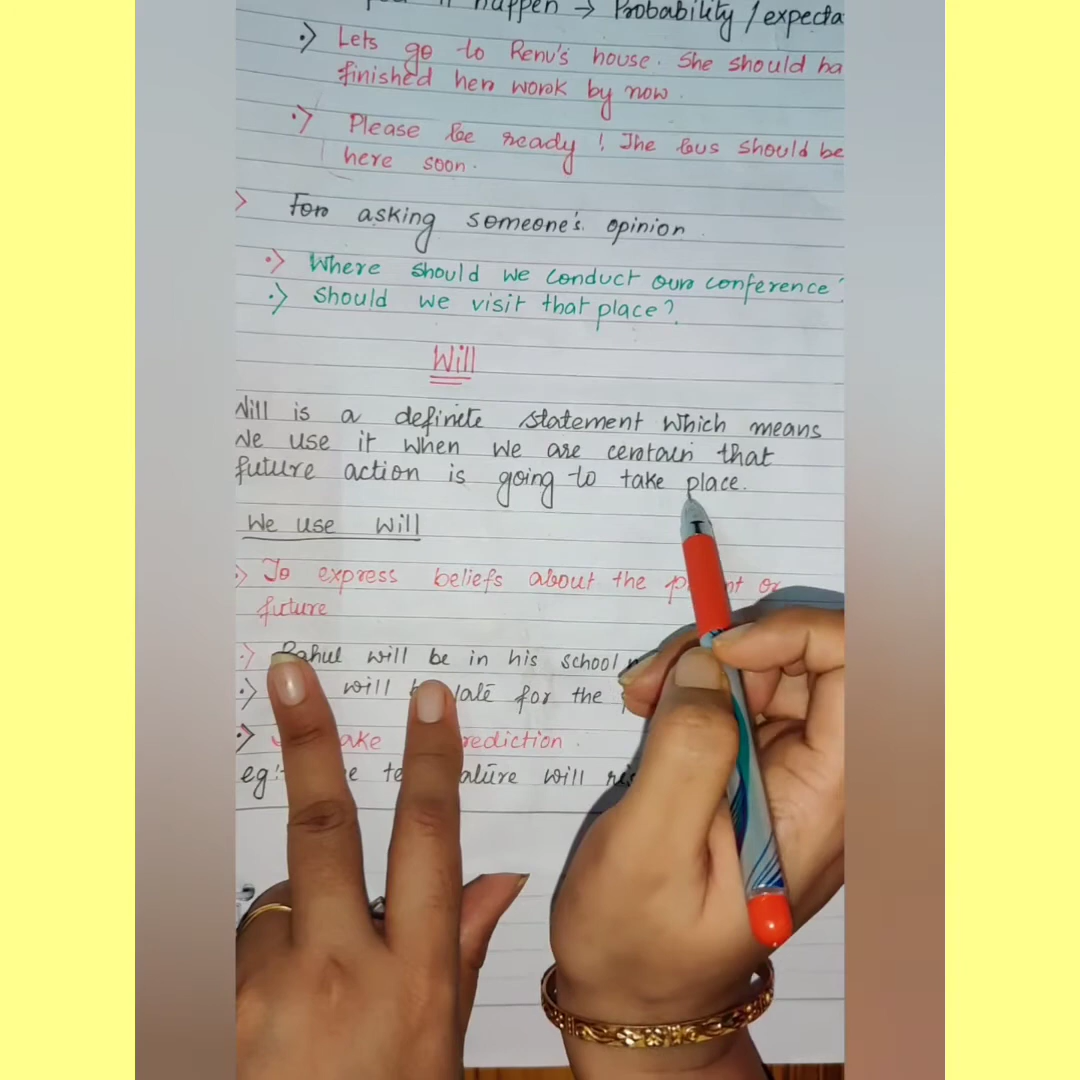 happen → Probability / expecta
Lets go to Renu's house. She should ha
finished her work by now.
Please be ready! The bus should be
here soon.
For asking someone's opinion.
Where should we conduct our conference?
Should we visit that place?
Will
Will is a definite statement which means
We use it when we are certain that
future action is going to take place.
We use will
To express beliefs about the or
future
Rahul will be in his school
will late for the
eg: will